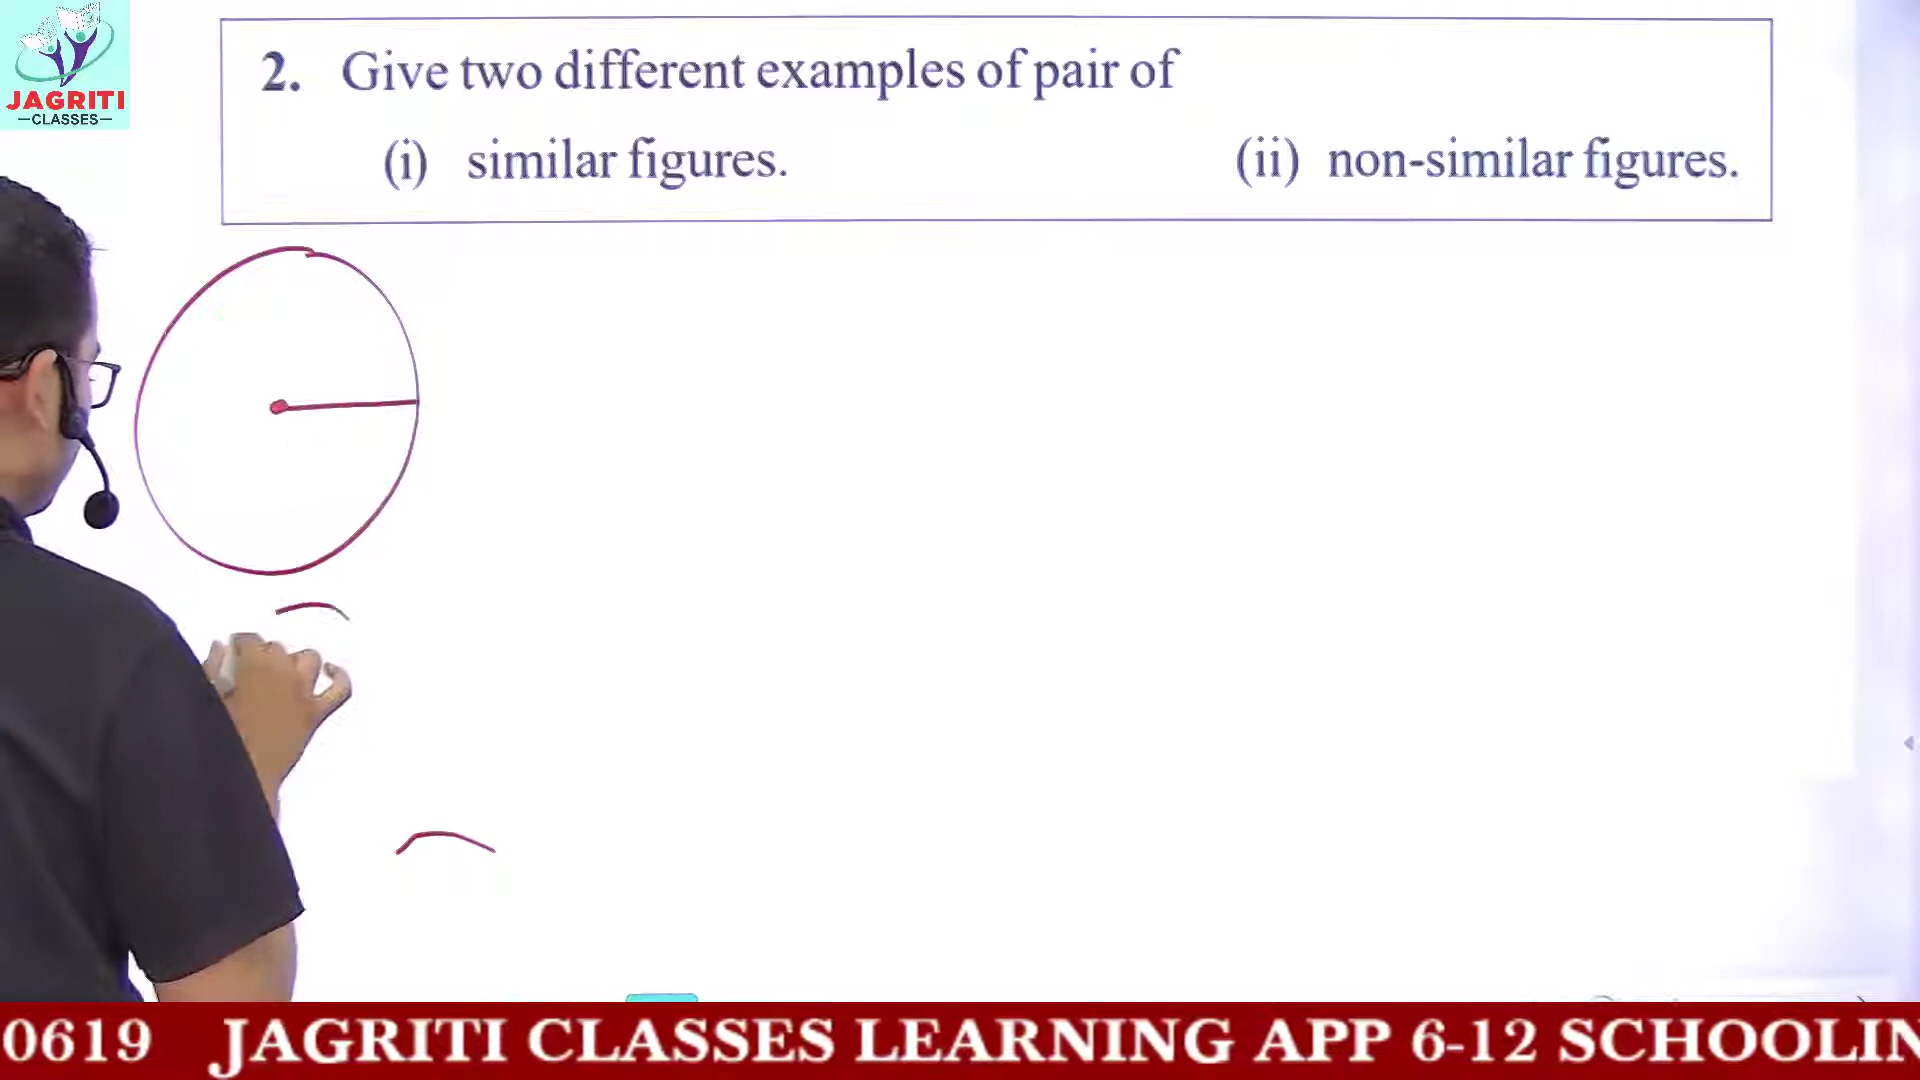 JAGRITI
CLASSES
2. Give two different examples of pair of
(i) similar figures. (ii) non-similar figures.
0619 JAGRITI CLASSES LEARNING APP 6-12 SCHOOLIN